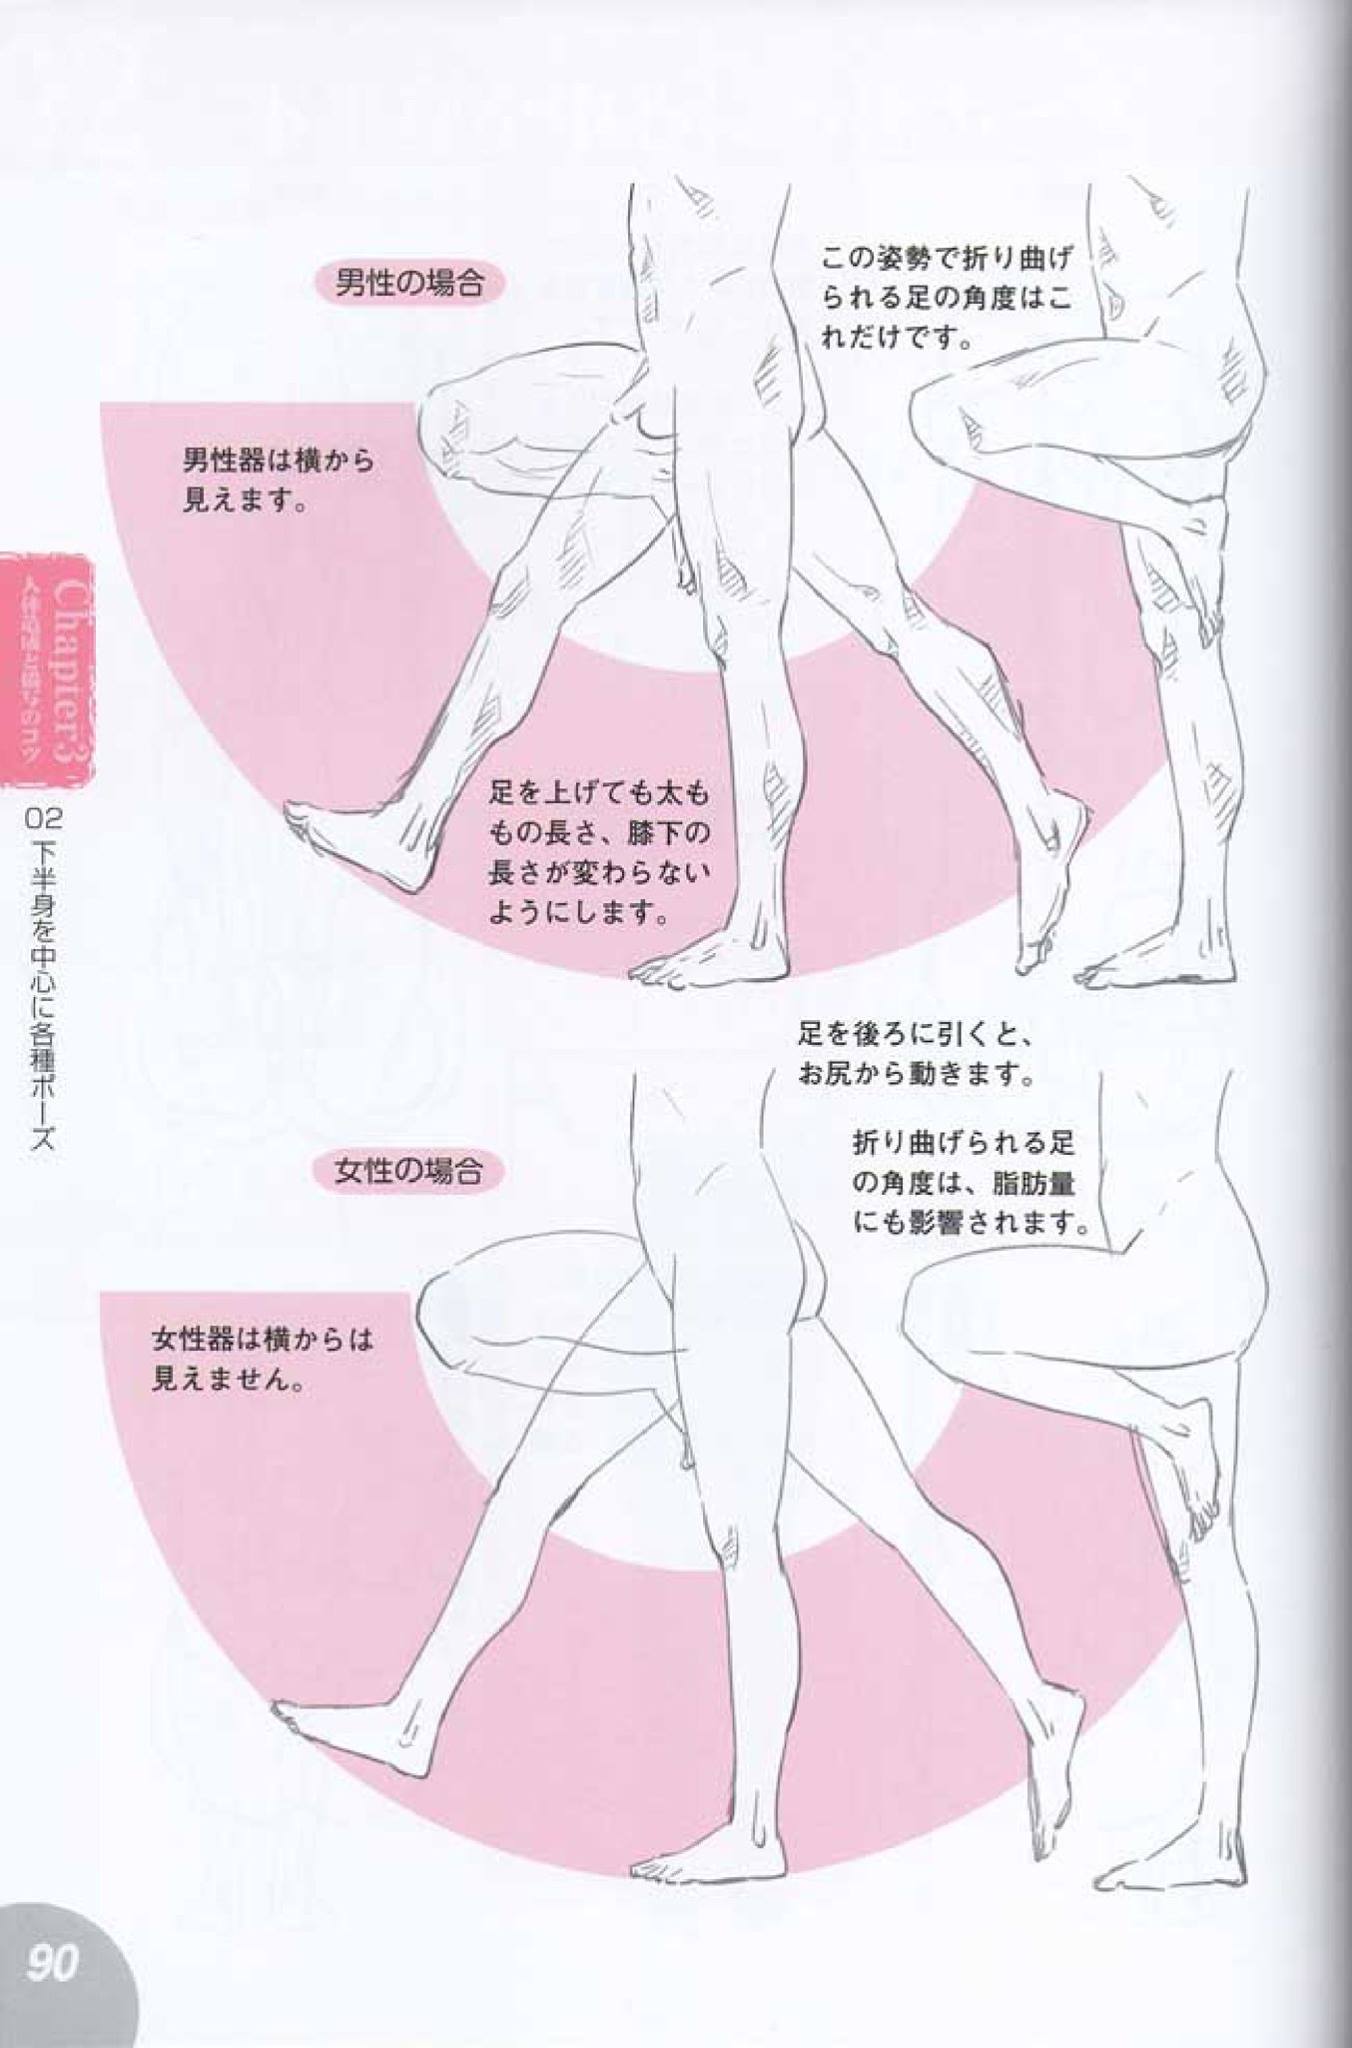 男性の場合
この姿勢で折り曲げ
られる足の角度はこ
れだけです。
男性器は横から
見えます。
足を上げても太も
もの長さ、膝下の
長さが変わらない
ようにします。
足を後ろに引くと、
お尻から動きます。
女性の場合
折り曲げられる足
の角度は、脂肪量
にも影響されます。
女性器は横からは
見えません。
Chapter3
人体造成と描写のコツ
02 下半身を中心に各種ポーズ
90